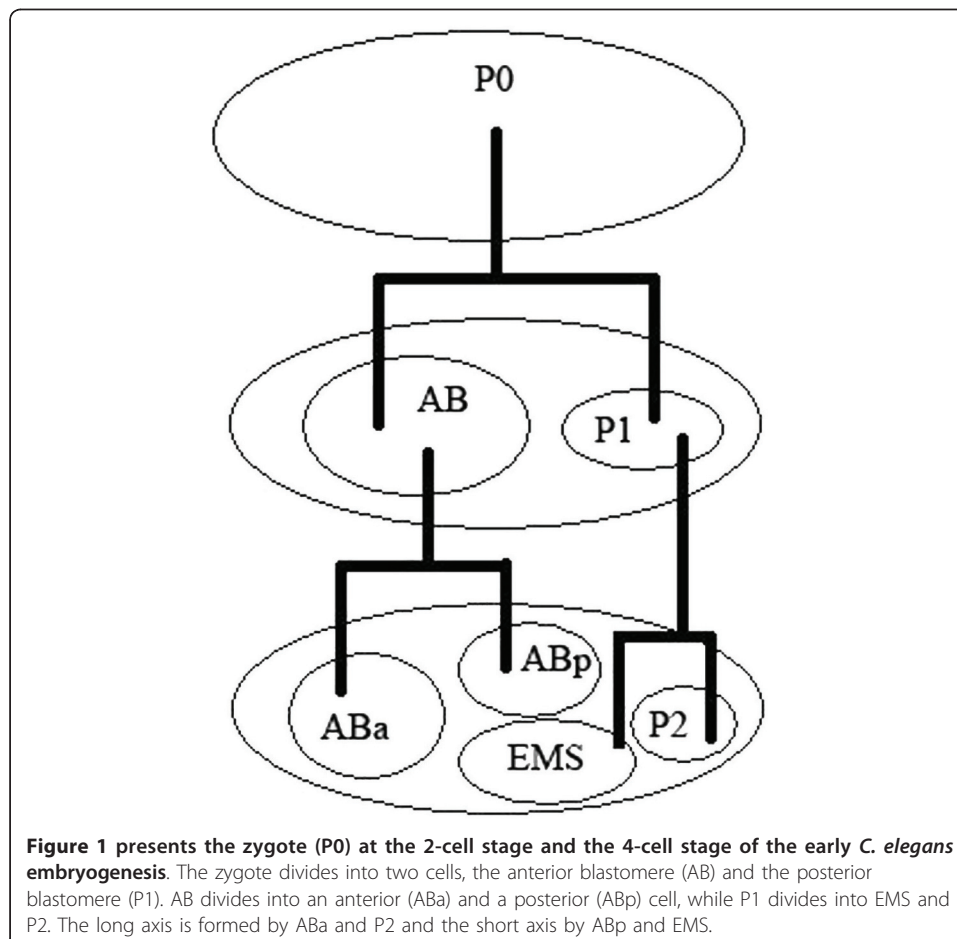 P0
AB
P1
ABp
ABa
P2
EMS
Figure 1 presents the zygote (P0) at the 2-cell stage and the 4-cell stage of the early C. elegans
embryogenesis. The zygote divides into two cells, the anterior blastomere (AB) and the posterior
blastomere (P1). AB divides into an anterior (ABa) and a posterior (ABp) cell, while P1 divides into EMS and
P2. The long axis is formed by ABa and P2 and the short axis by ABp and EMS.